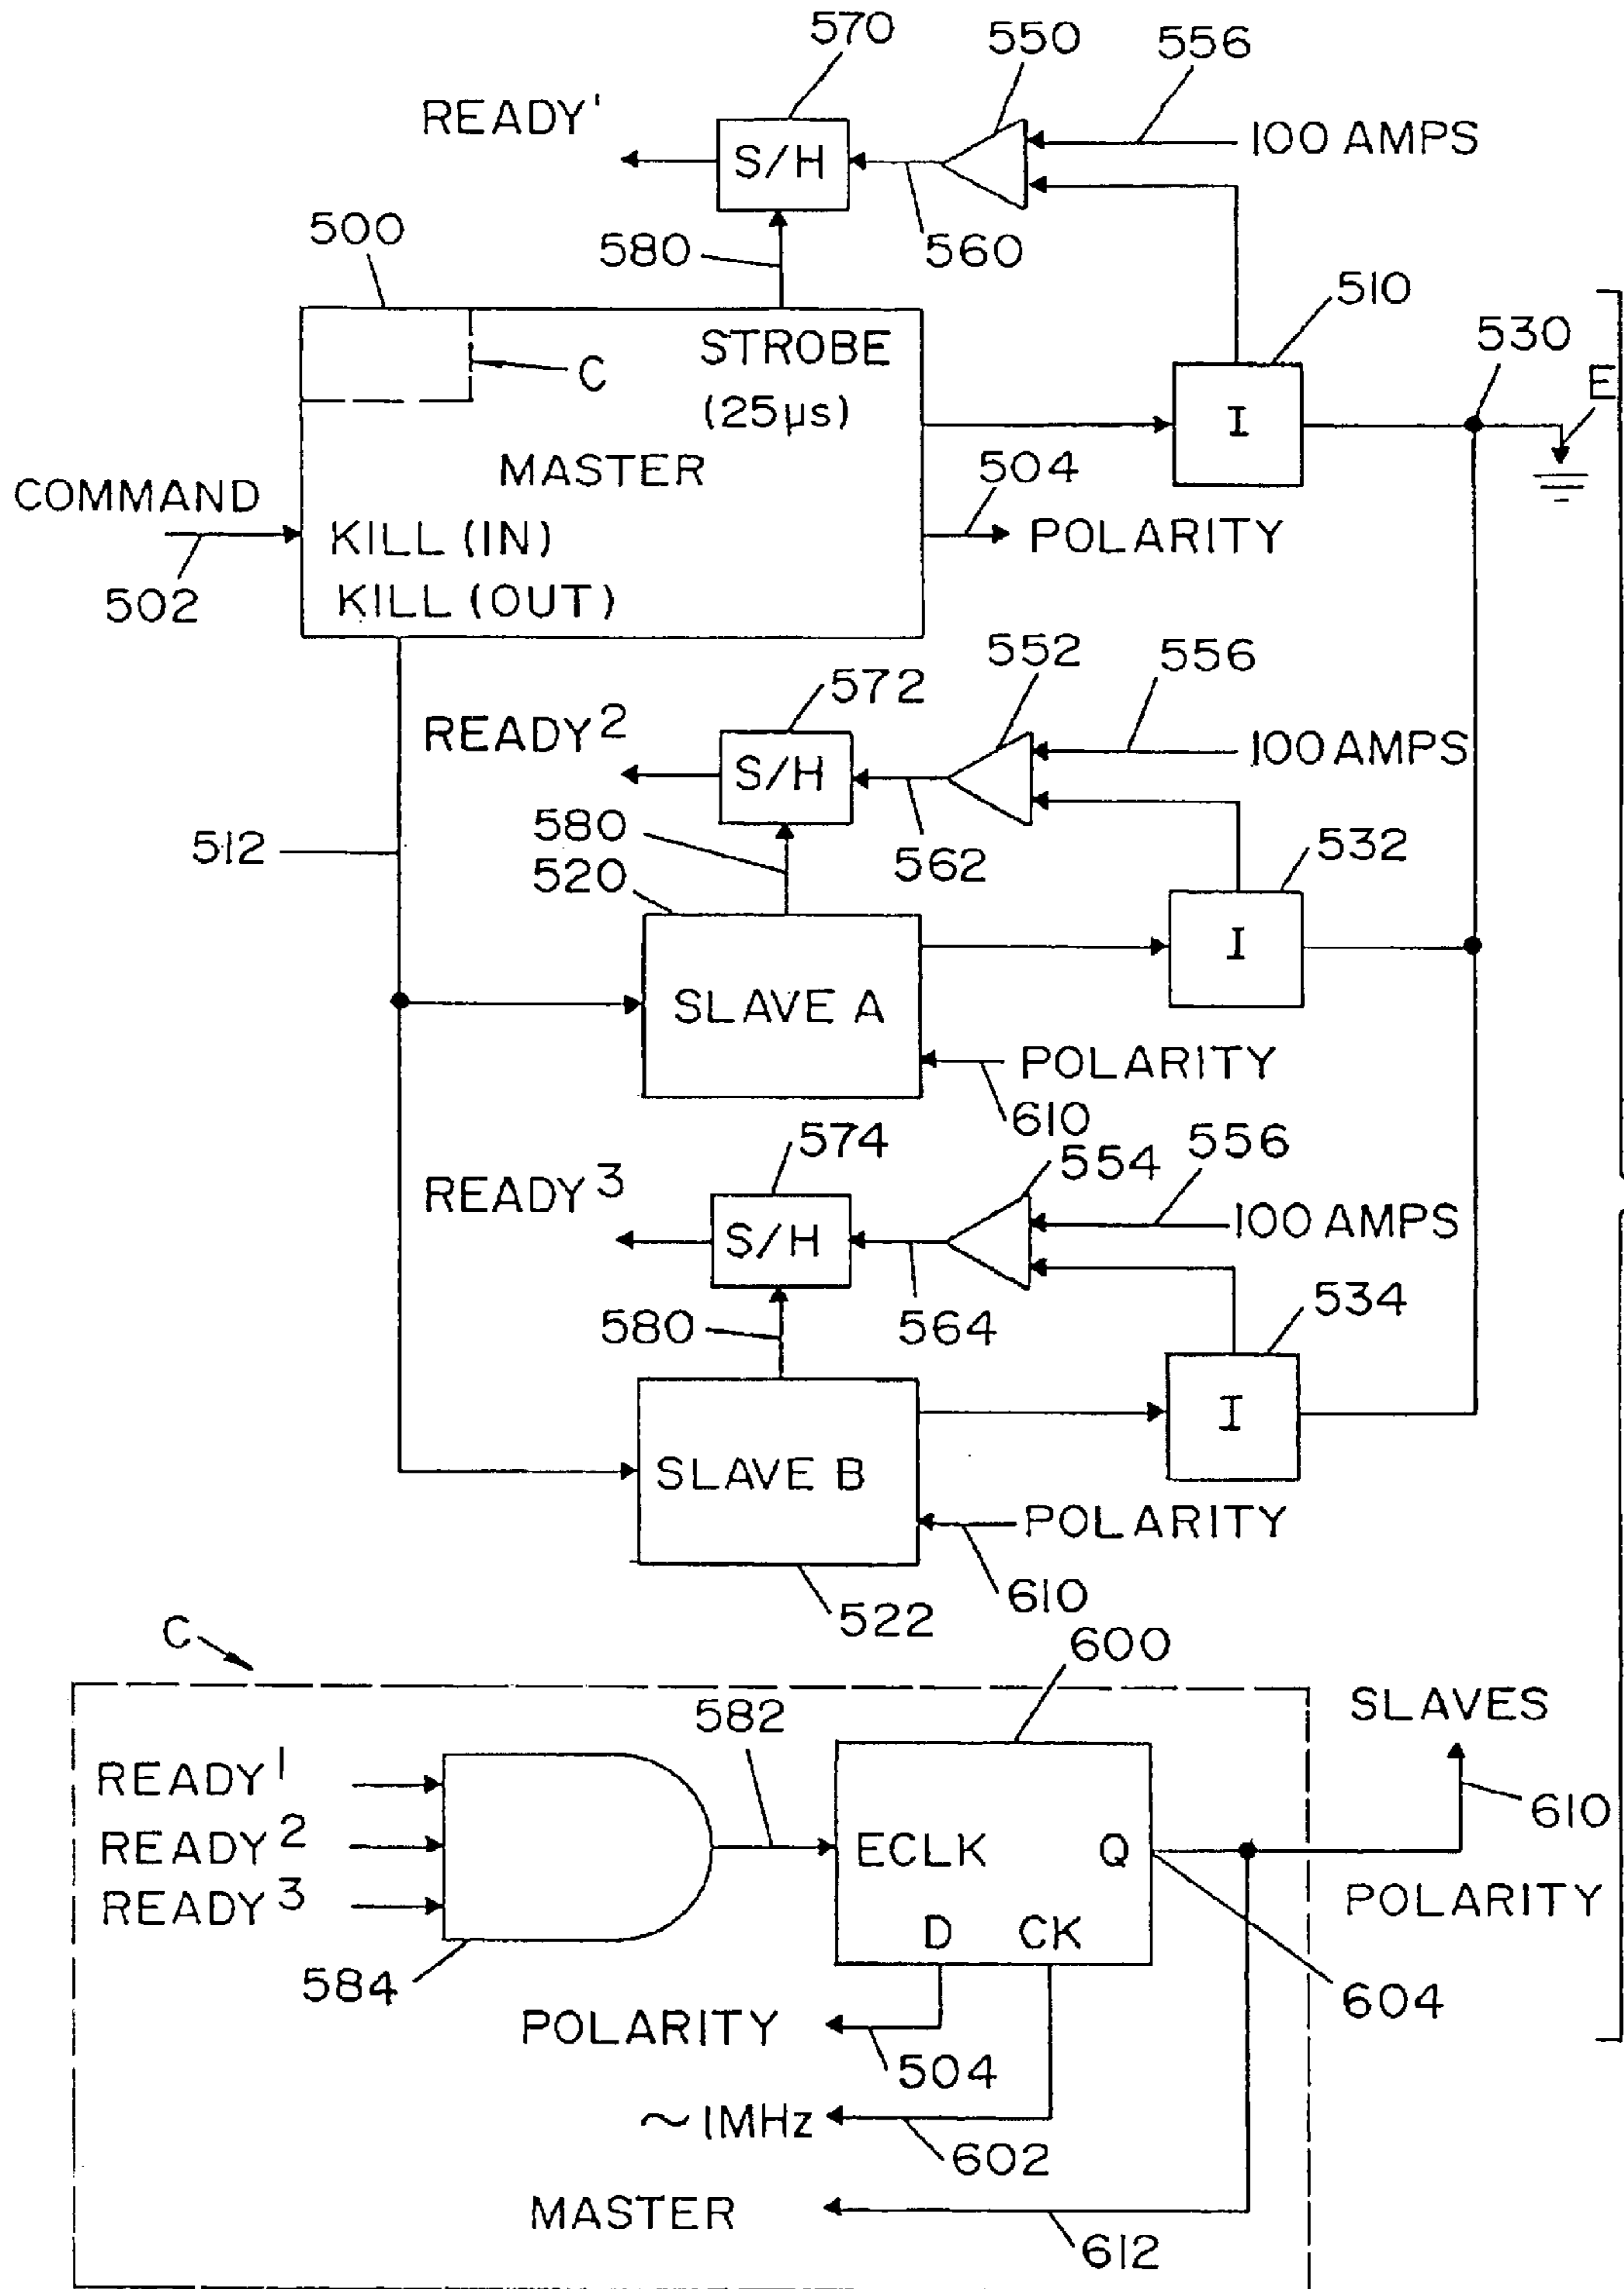 570 550 556
READY¹ S/H 100 AMPS
500 580 560 510
STROBE 530
C (25µs) I E
MASTER 504
COMMAND
KILL (IN) POLARITY
502 KILL (OUT)
552 556
572
READY² S/H 100 AMPS
580
512 562 532
520
I
SLAVE A
POLARITY
610
574 554 556
READY³ S/H 100 AMPS
580 564 534
I
SLAVE B
POLARITY
610
522
C 600
582 SLAVES
READY¹ 610
READY² ECLK Q
READY³ POLARITY
D CK
584 604
POLARITY
504
~1MHz
602
MASTER
612